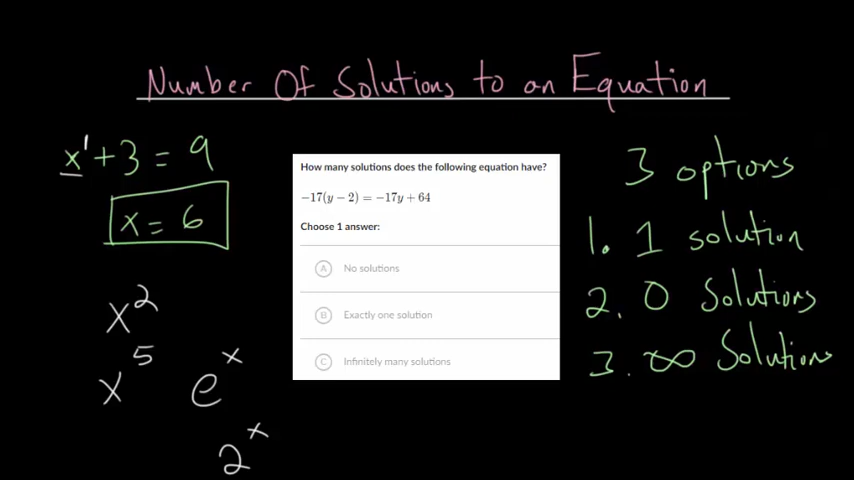 Number Of Solutions to an Equation
x¹+3 = 9
x = 6
x²
x⁵
eˣ
2ˣ
How many solutions does the following equation have?
−17(y − 2) = −17y + 64
Choose 1 answer:
A No solutions
B Exactly one solution
C Infinitely many solutions
3 options
1. 1 solution
2. 0 Solutions
3. ∞ Solutions